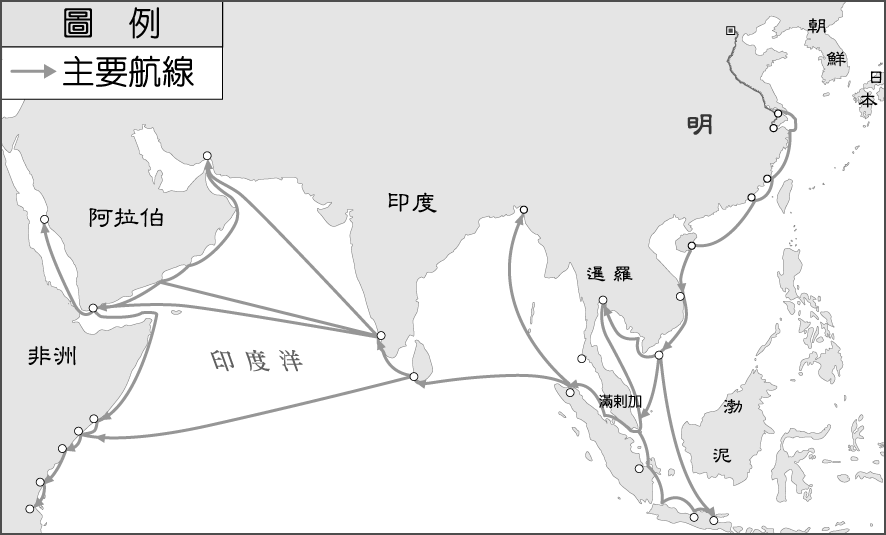 圖 例
主要航線
朝
鮮
日
本
明
印度
阿拉伯
暹羅
印度洋
非洲
滿剌加
渤
泥